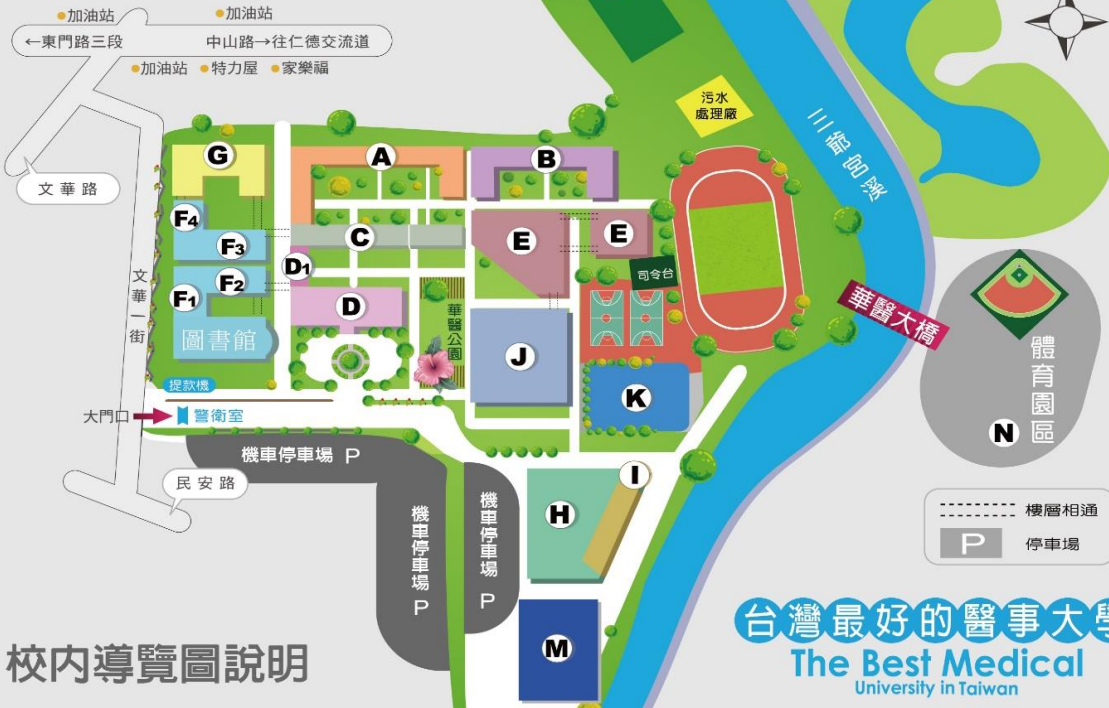 加油站
加油站
←東門路三段
中山路→往仁德交流道
加油站
特力屋
家樂福
文華路
文華一街
民安路
污水
處理廠
三爺宮溪
G
A
B
F4
F3
C
E
E
D1
F2
F1
D
圖書館
華醫公園
司令台
J
K
華醫大橋
體育園區
N
提款機
大門口
警衛室
機車停車場 P
機車停車場 P
機車停車場 P
I
H
M
樓層相通
P
停車場
校內導覽圖說明
台灣最好的醫事大學
The Best Medical
University in Taiwan